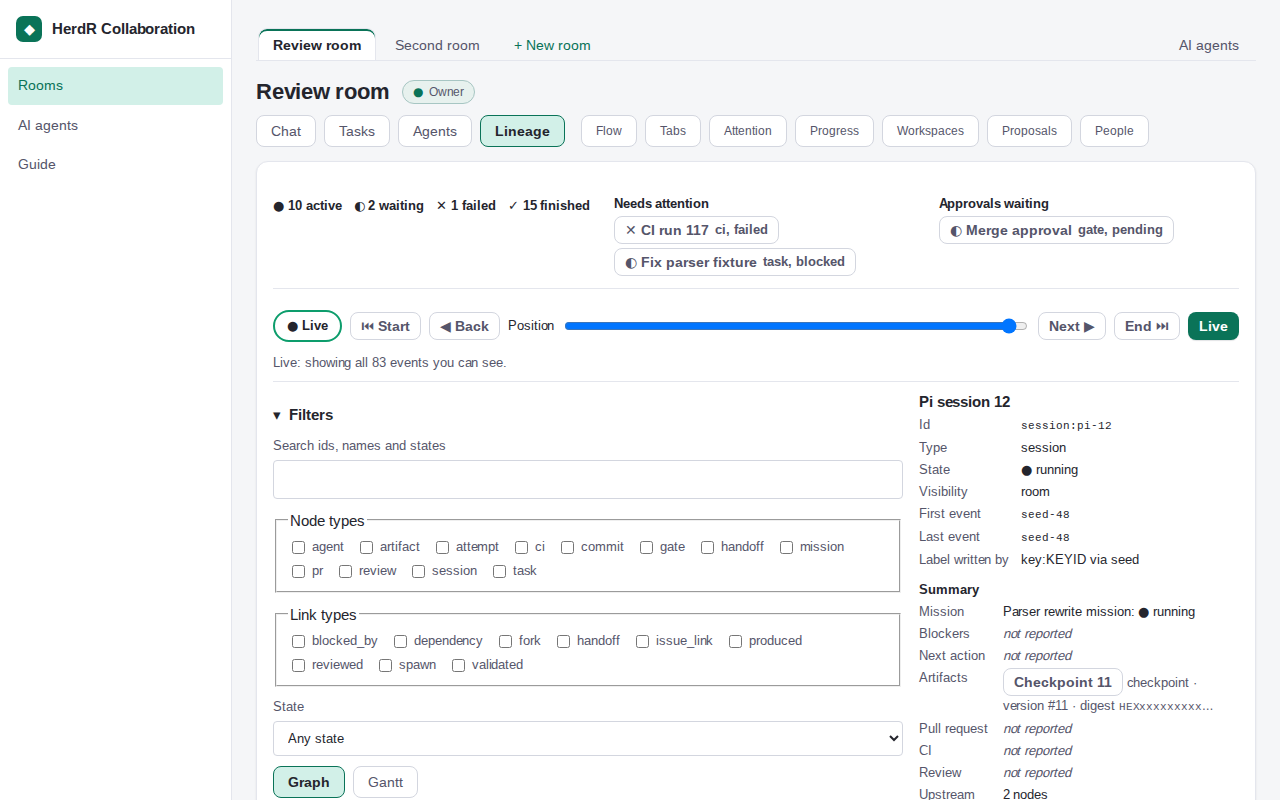 HerdR Collaboration
Rooms
AI agents
Guide
Review room
Second room
+ New room
AI agents
Review room
● Owner
Chat
Tasks
Agents
Lineage
Flow
Tabs
Attention
Progress
Workspaces
Proposals
People
● 10 active ◐ 2 waiting ✕ 1 failed ✓ 15 finished
Needs attention
✕ CI run 117 ci, failed
◐ Fix parser fixture task, blocked
Approvals waiting
◐ Merge approval gate, pending
● Live
⏮ Start
◀ Back
Position
Next ▶
End ⏭
Live
Live: showing all 83 events you can see.
▾ Filters
Search ids, names and states
Node types
agent artifact attempt ci commit gate handoff mission
pr review session task
Link types
blocked_by dependency fork handoff issue_link produced
reviewed spawn validated
State
Any state
Graph
Gantt
Pi session 12
Id session:pi-12
Type session
State ● running
Visibility room
First event seed-48
Last event seed-48
Label written by key:KEYID via seed
Summary
Mission Parser rewrite mission: ● running
Blockers not reported
Next action not reported
Artifacts Checkpoint 11 checkpoint ·
version #11 · digest HEXxxxxxxxxx…
Pull request not reported
CI not reported
Review not reported
Upstream 2 nodes